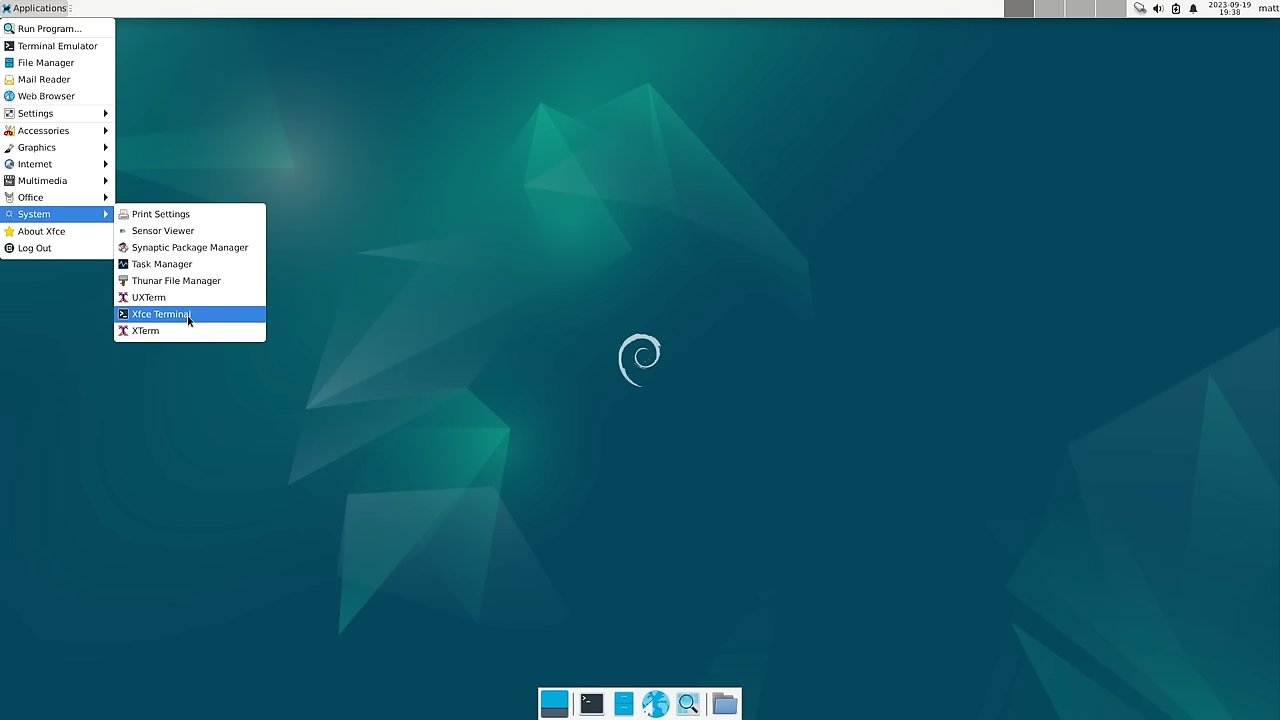 Applications
2023-09-19
19:38
matt
Run Program...
Terminal Emulator
File Manager
Mail Reader
Web Browser
Settings
Accessories
Graphics
Internet
Multimedia
Office
System
About Xfce
Log Out
Print Settings
Sensor Viewer
Synaptic Package Manager
Task Manager
Thunar File Manager
UXTerm
Xfce Terminal
XTerm